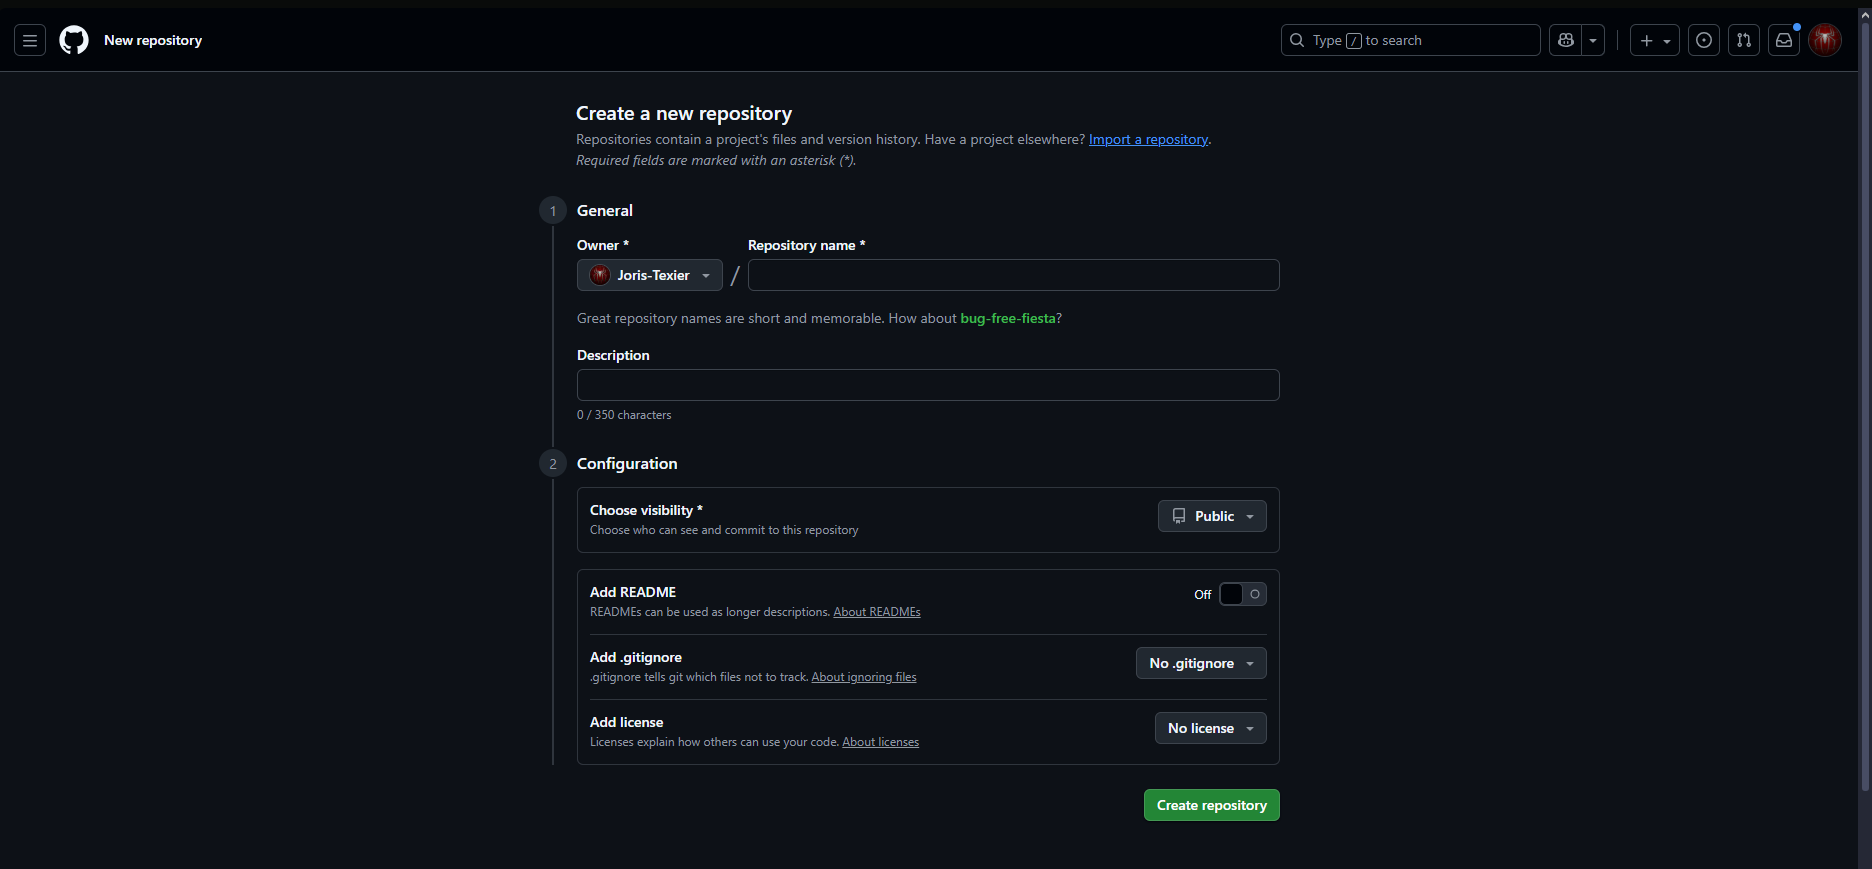 New repository
Type / to search
Create a new repository
Repositories contain a project's files and version history. Have a project elsewhere? Import a repository.
Required fields are marked with an asterisk (*).
1 General
Owner * Repository name *
Joris-Texier /
Great repository names are short and memorable. How about bug-free-fiesta?
Description
0 / 350 characters
2 Configuration
Choose visibility *
Choose who can see and commit to this repository
Public
Add README
READMEs can be used as longer descriptions. About READMEs
Off
Add .gitignore
.gitignore tells git which files not to track. About ignoring files
No .gitignore
Add license
Licenses explain how others can use your code. About licenses
No license
Create repository